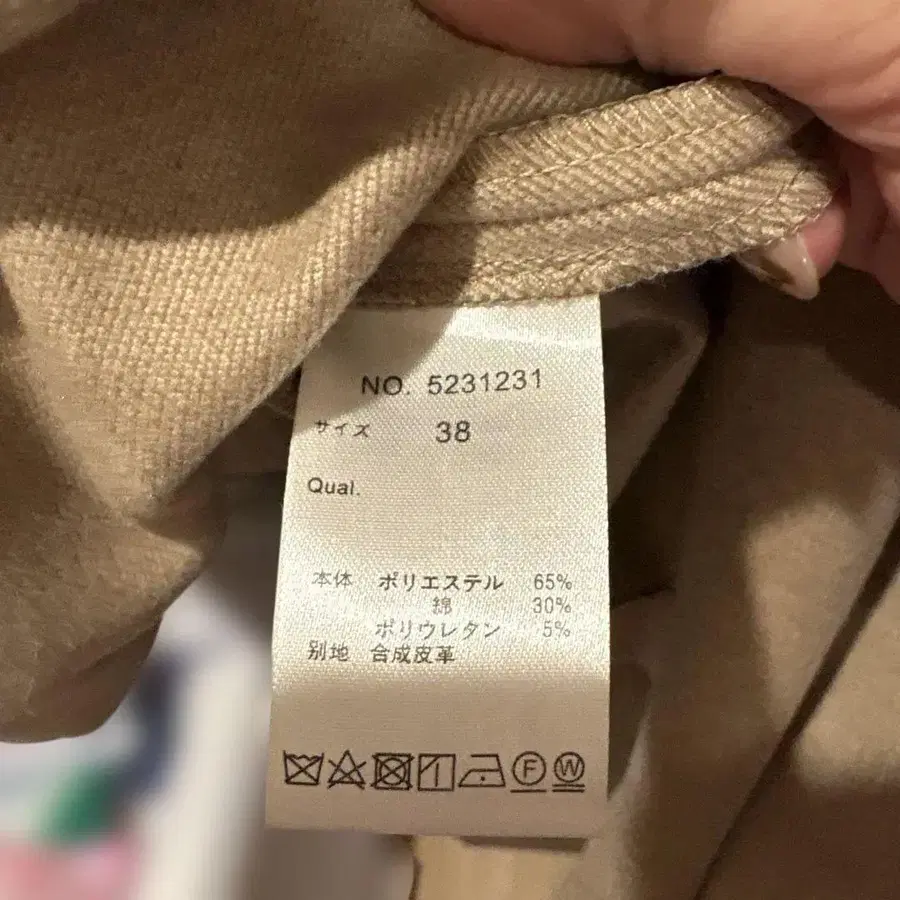 NO. 5231231
サイズ 38
Qual.
本体 ポリエステル 65%
綿 30%
ポリウレタン 5%
別地 合成皮革
F W